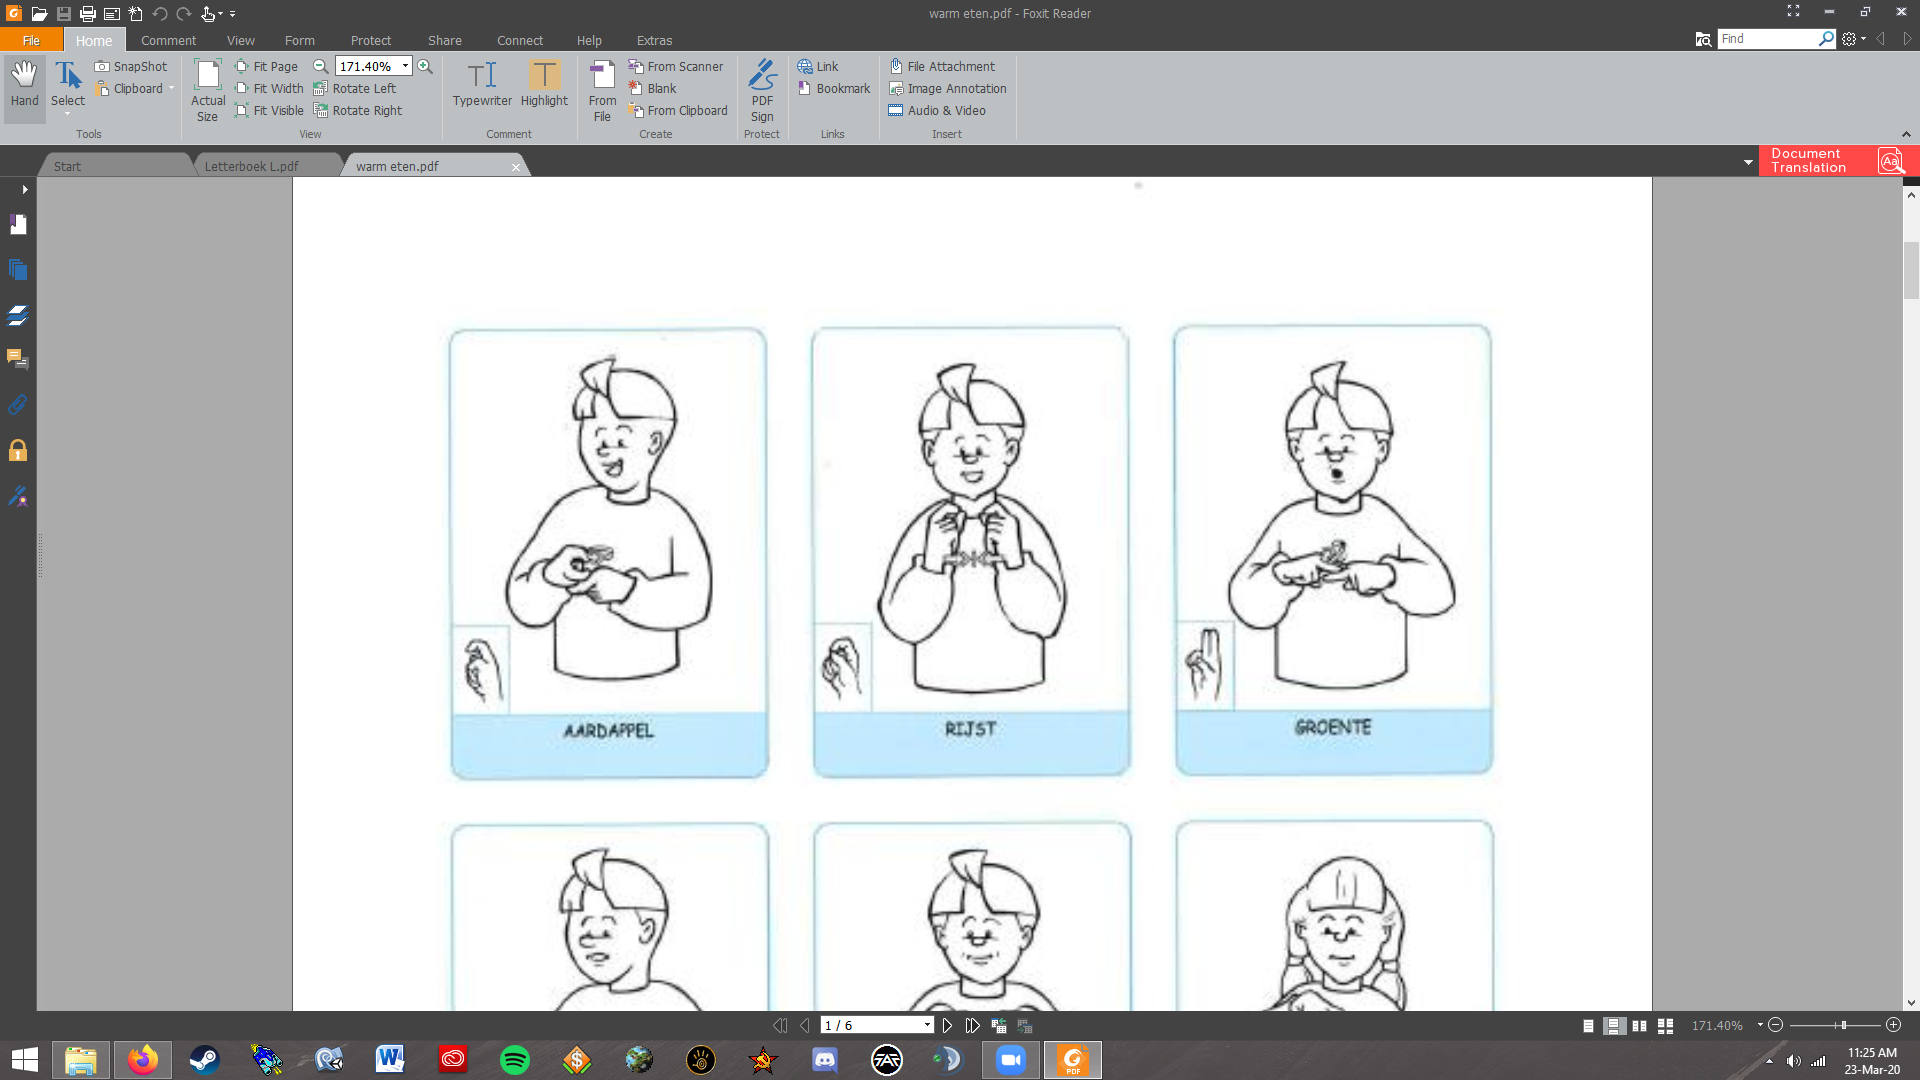 warm eten.pdf - Foxit Reader
File Home Comment View Form Protect Share Connect Help Extras
Find
Hand
Select
SnapShot
Clipboard
Tools
Actual Size
Fit Page
Fit Width
Fit Visible
171.40%
Rotate Left
Rotate Right
View
Typewriter
Highlight
Comment
From File
From Scanner
Blank
From Clipboard
Create
PDF Sign
Protect
Link
Bookmark
Links
File Attachment
Image Annotation
Audio & Video
Insert
Start
Letterboek L.pdf
warm eten.pdf
Document
Translation
Aa
AARDAPPEL
RIJST
GROENTE
1 / 6
171.40%
PDF
11:25 AM
23-Mar-20